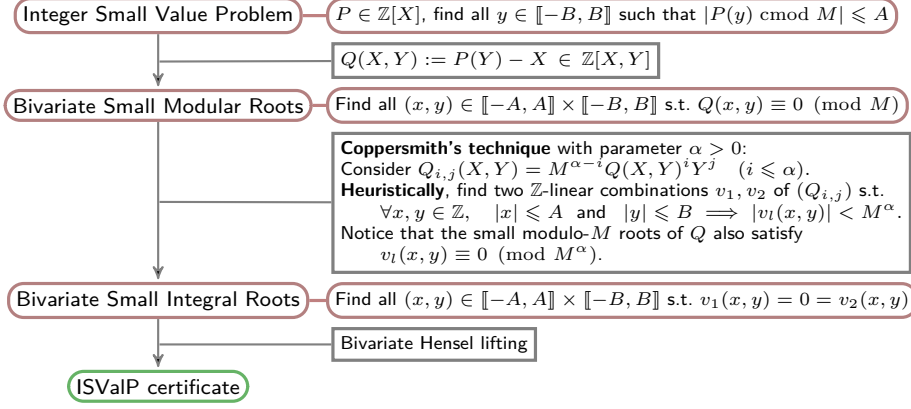 Integer Small Value Problem
P ∈ ℤ[X], find all y ∈ ⟦−B, B⟧ such that |P(y) cmod M| ⩽ A
Q(X, Y) := P(Y) − X ∈ ℤ[X, Y]
Bivariate Small Modular Roots
Find all (x, y) ∈ ⟦−A, A⟧ × ⟦−B, B⟧ s.t. Q(x, y) ≡ 0 (mod M)
Coppersmith's technique with parameter α > 0:
Consider Q_{i,j}(X, Y) = M^{α−i}Q(X, Y)^i Y^j (i ⩽ α).
Heuristically, find two ℤ-linear combinations v_1, v_2 of (Q_{i,j}) s.t.
∀x, y ∈ ℤ, |x| ⩽ A and |y| ⩽ B ⟹ |v_l(x, y)| < M^α.
Notice that the small modulo-M roots of Q also satisfy
v_l(x, y) ≡ 0 (mod M^α).
Bivariate Small Integral Roots
Find all (x, y) ∈ ⟦−A, A⟧ × ⟦−B, B⟧ s.t. v_1(x, y) = 0 = v_2(x, y)
Bivariate Hensel lifting
ISValP certificate